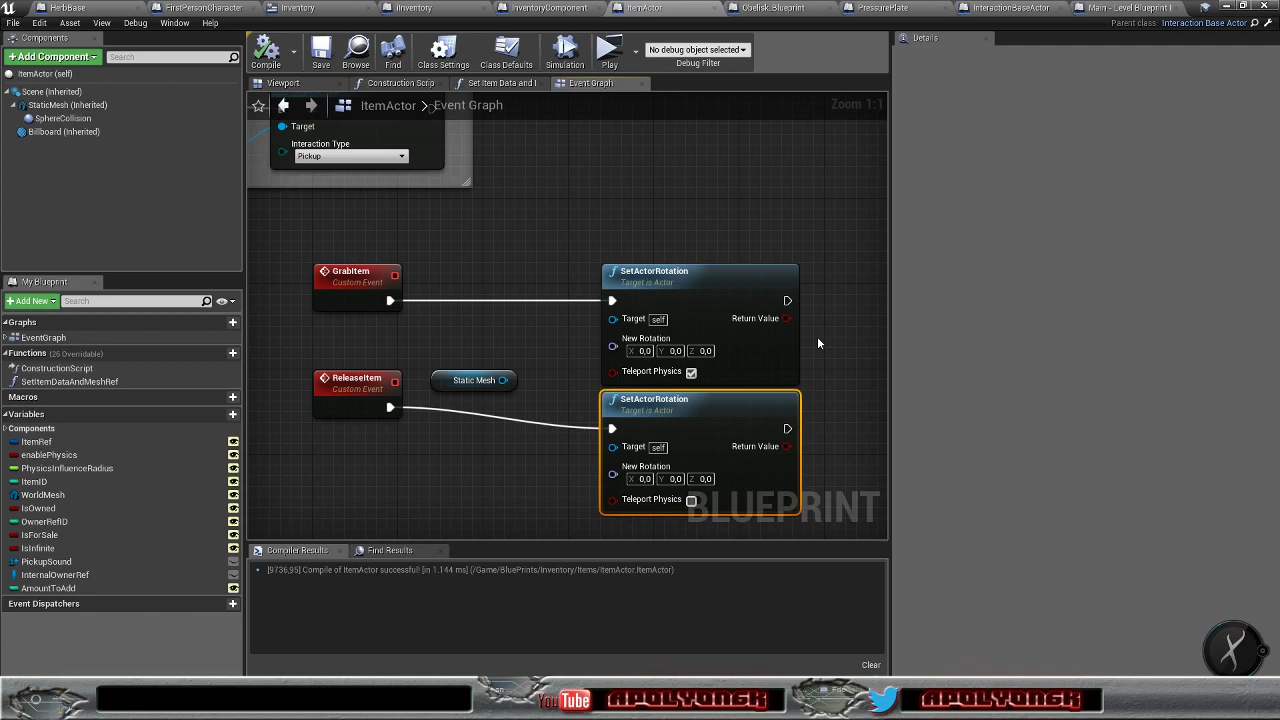 HerbBase
FirstPersonCharacter
Inventory
IInventory
InventoryComponent
ItemActor
Obelisk_Blueprint
PressurePlate
InteractionBaseActor
Main - Level Blueprint
File Edit Asset View Debug Window Help
Parent class: Interaction Base Actor
Components
+ Add Component
Search
ItemActor (self)
Scene (Inherited)
StaticMesh (Inherited)
SphereCollision
Billboard (Inherited)
Compile
Save
Browse
Find
Class Settings
Class Defaults
Simulation
Play
No debug object selected
Debug Filter
Details
Viewport
Construction Scrip
Set Item Data and
Event Graph
ItemActor > Event Graph
Zoom 1:1
Target
Interaction Type
Pickup
GrabItem
Custom Event
SetActorRotation
Target is Actor
Target self
Return Value
New Rotation
X 0,0 Y 0,0 Z 0,0
Teleport Physics
ReleaseItem
Custom Event
Static Mesh
SetActorRotation
Target is Actor
Target self
Return Value
New Rotation
X 0,0 Y 0,0 Z 0,0
Teleport Physics
BLUEPRINT
My Blueprint
+ Add New
Search
Graphs
EventGraph
Functions (26 Overridable)
ConstructionScript
SetItemDataAndMeshRef
Macros
Variables
Components
ItemRef
enablePhysics
PhysicsInfluenceRadius
ItemID
WorldMesh
IsOwned
OwnerRefID
IsForSale
IsInfinite
PickupSound
InternalOwnerRef
AmountToAdd
Event Dispatchers
Compiler Results
Find Results
[9736,95] Compile of ItemActor successful! [in 1.144 ms] (/Game/BluePrints/Inventory/Items/ItemActor.ItemActor)
Clear
YouTube
APOLYONGK
APOLYONGK